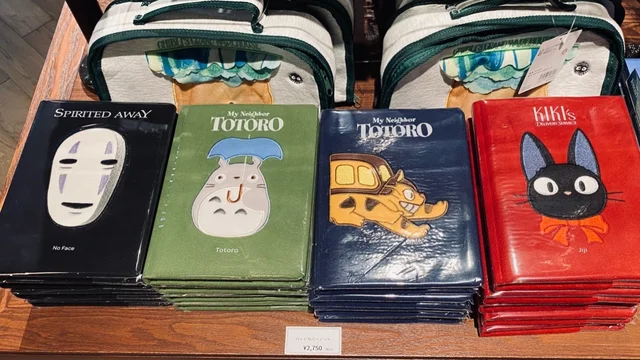 SPIRITED AWAY
No Face
My Neighbor
TOTORO
Totoro
My Neighbor
TOTORO
KIKI's
DELIVERY SERVICE
Jiji
¥2,750